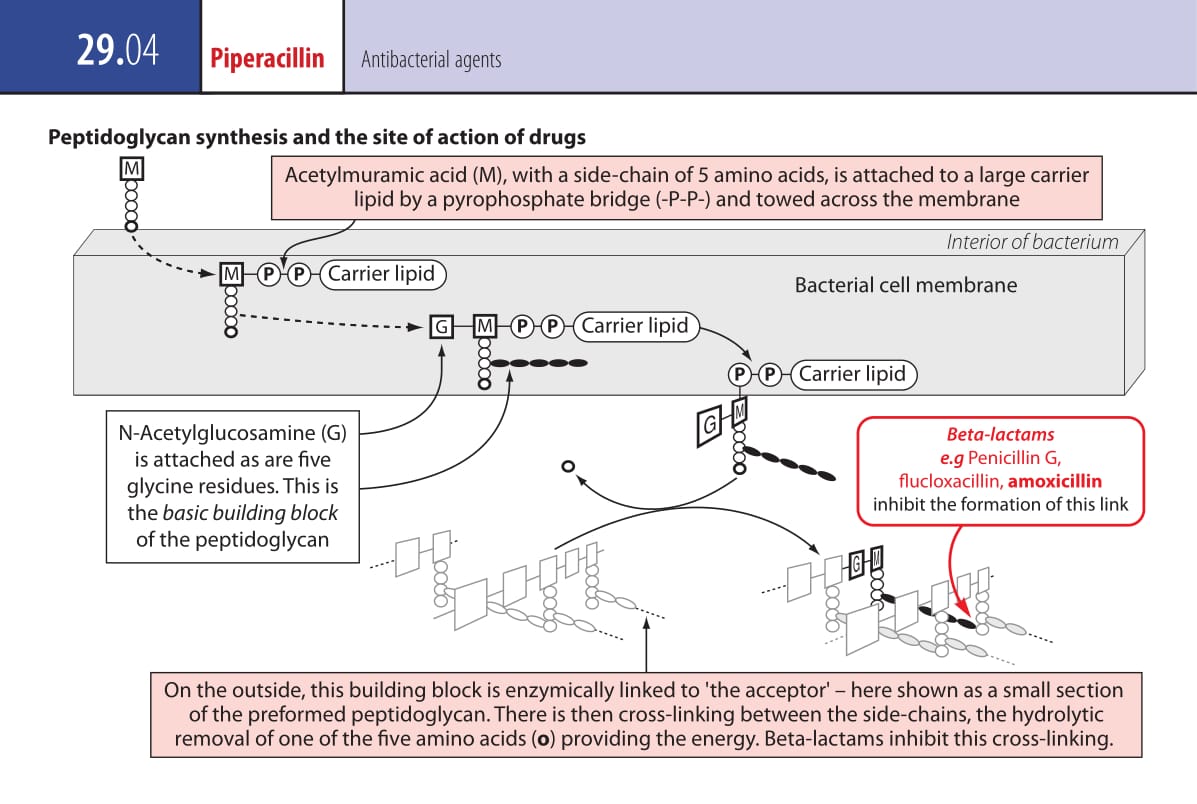 29.04
Piperacillin
Antibacterial agents
Peptidoglycan synthesis and the site of action of drugs
M
Acetylmuramic acid (M), with a side-chain of 5 amino acids, is attached to a large carrier
lipid by a pyrophosphate bridge (-P-P-) and towed across the membrane
Interior of bacterium
M P P Carrier lipid
Bacterial cell membrane
G M P P Carrier lipid
P P Carrier lipid
G M
N-Acetylglucosamine (G)
is attached as are five
glycine residues. This is
the basic building block
of the peptidoglycan
Beta-lactams
e.g Penicillin G,
flucloxacillin, amoxicillin
inhibit the formation of this link
G M
On the outside, this building block is enzymically linked to 'the acceptor' – here shown as a small section
of the preformed peptidoglycan. There is then cross-linking between the side-chains, the hydrolytic
removal of one of the five amino acids (o) providing the energy. Beta-lactams inhibit this cross-linking.